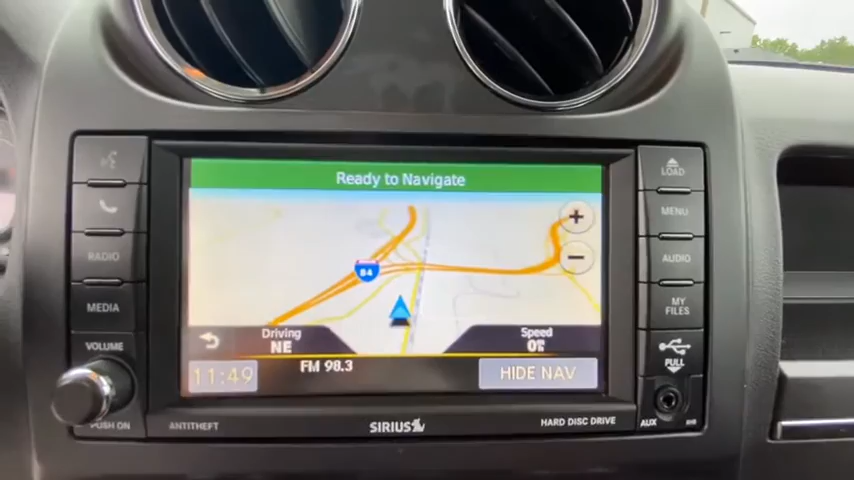 LOAD
Ready to Navigate
MENU
+
RADIO
AUDIO
−
84
MEDIA
MY
FILES
Driving
NE
Speed
VOLUME
PULL
FM 98.3
11:49
HIDE NAV
PUSH ON
ANTITHEFT
SIRIUS
HARD DISC DRIVE
AUX